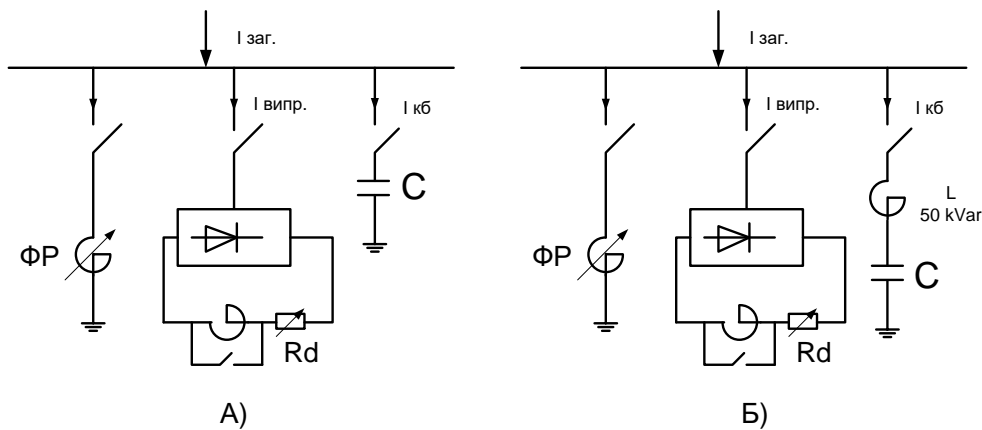 I заг.
I випр.
I кб
C
ФР
Rd
А)
I заг.
I випр.
I кб
L
50 kVar
ФР
C
Rd
Б)